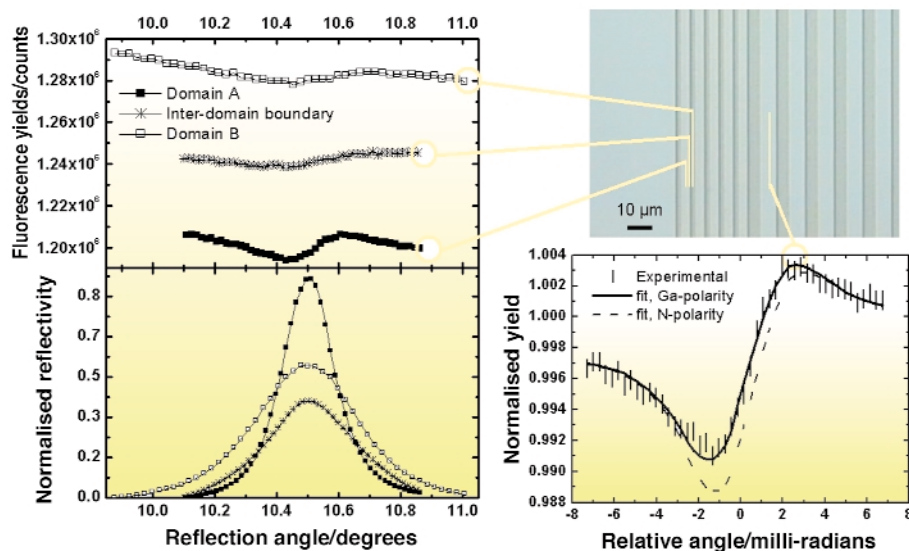 10.0 10.2 10.4 10.6 10.8 11.0
Fluorescence yields/counts
1.30x10⁶
1.28x10⁶
1.26x10⁶
1.24x10⁶
1.22x10⁶
1.20x10⁶
Domain A
Inter-domain boundary
Domain B
Normalised reflectivity
0.8
0.7
0.5
0.3
0.2
0.0
10.0 10.2 10.4 10.6 10.8 11.0
Reflection angle/degrees
10 µm
Normalised yield
1.004
1.000
0.998
0.996
0.992
0.990
0.988
Experimental
fit, Ga-polarity
fit, N-polarity
-8 -6 -4 -2 0 2 4 6 8
Relative angle/milli-radians